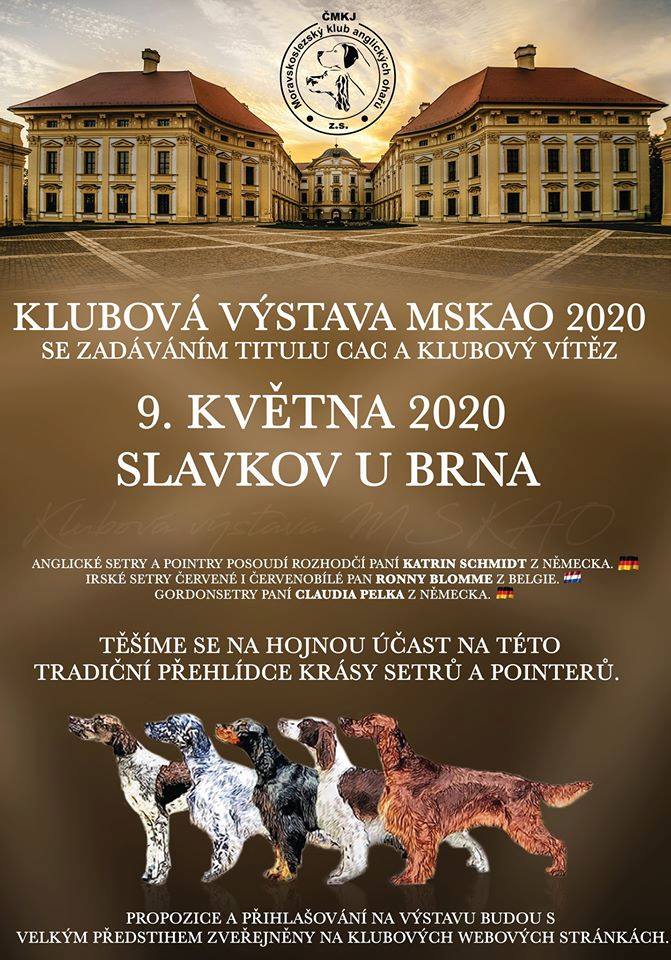 ČMKJ
Moravskoslezský klub anglických ohařů
z.s.
KLUBOVÁ VÝSTAVA MSKAO 2020
SE ZADÁVÁNÍM TITULU CAC A KLUBOVÝ VÍTĚZ
9. KVĚTNA 2020
SLAVKOV U BRNA
Klubová výstava MSKAO
ANGLICKÉ SETRY A POINTRY POSOUDÍ ROZHODČÍ PANÍ KATRIN SCHMIDT Z NĚMECKA.
IRSKÉ SETRY ČERVENÉ I ČERVENOBÍLÉ PAN RONNY BLOMME Z BELGIE.
GORDONSETRY PANÍ CLAUDIA PELKA Z NĚMECKA.
TĚŠÍME SE NA HOJNOU ÚČAST NA TÉTO
TRADIČNÍ PŘEHLÍDCE KRÁSY SETRŮ A POINTERŮ.
PROPOZICE A PŘIHLAŠOVÁNÍ NA VÝSTAVU BUDOU S
VELKÝM PŘEDSTIHEM ZVEŘEJNĚNY NA KLUBOVÝCH WEBOVÝCH STRÁNKÁCH.